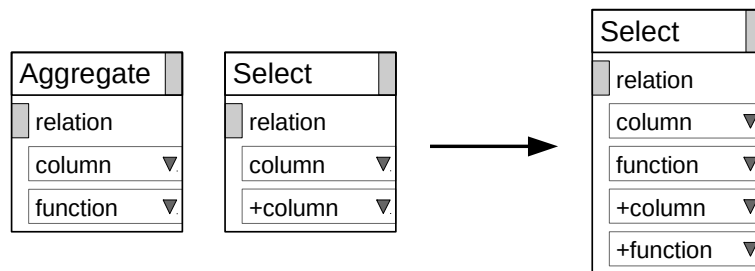 Aggregate
relation
column
function
Select
relation
column
+column
Select
relation
column
function
+column
+function